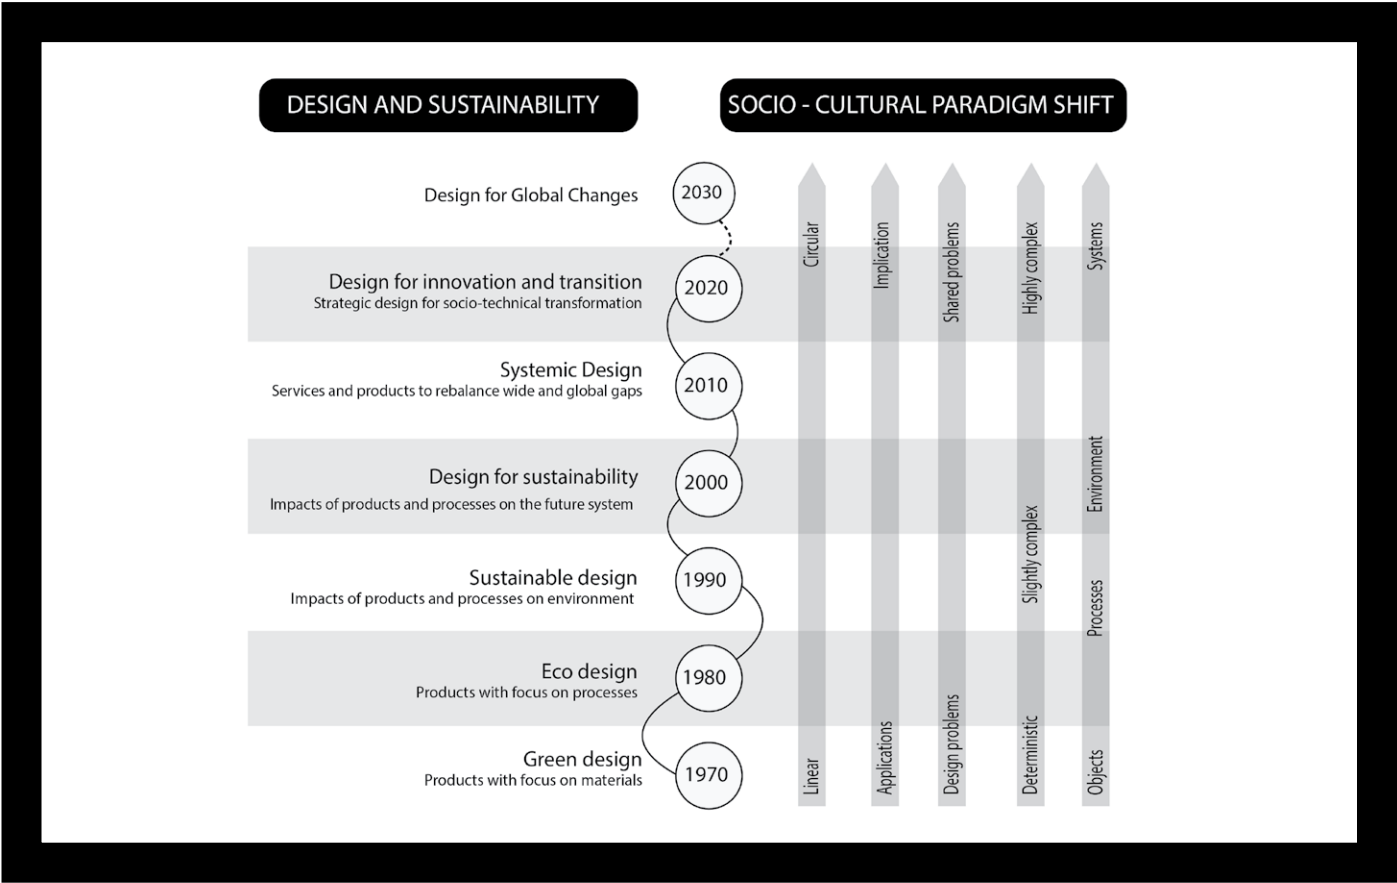 DESIGN AND SUSTAINABILITY
SOCIO - CULTURAL PARADIGM SHIFT
Design for Global Changes
2030
Design for innovation and transition
Strategic design for socio-technical transformation
2020
Systemic Design
Services and products to rebalance wide and global gaps
2010
Design for sustainability
Impacts of products and processes on the future system
2000
Sustainable design
Impacts of products and processes on environment
1990
Eco design
Products with focus on processes
1980
Green design
Products with focus on materials
1970
Circular
Linear
Implication
Applications
Shared problems
Design problems
Highly complex
Slightly complex
Deterministic
Systems
Environment
Processes
Objects